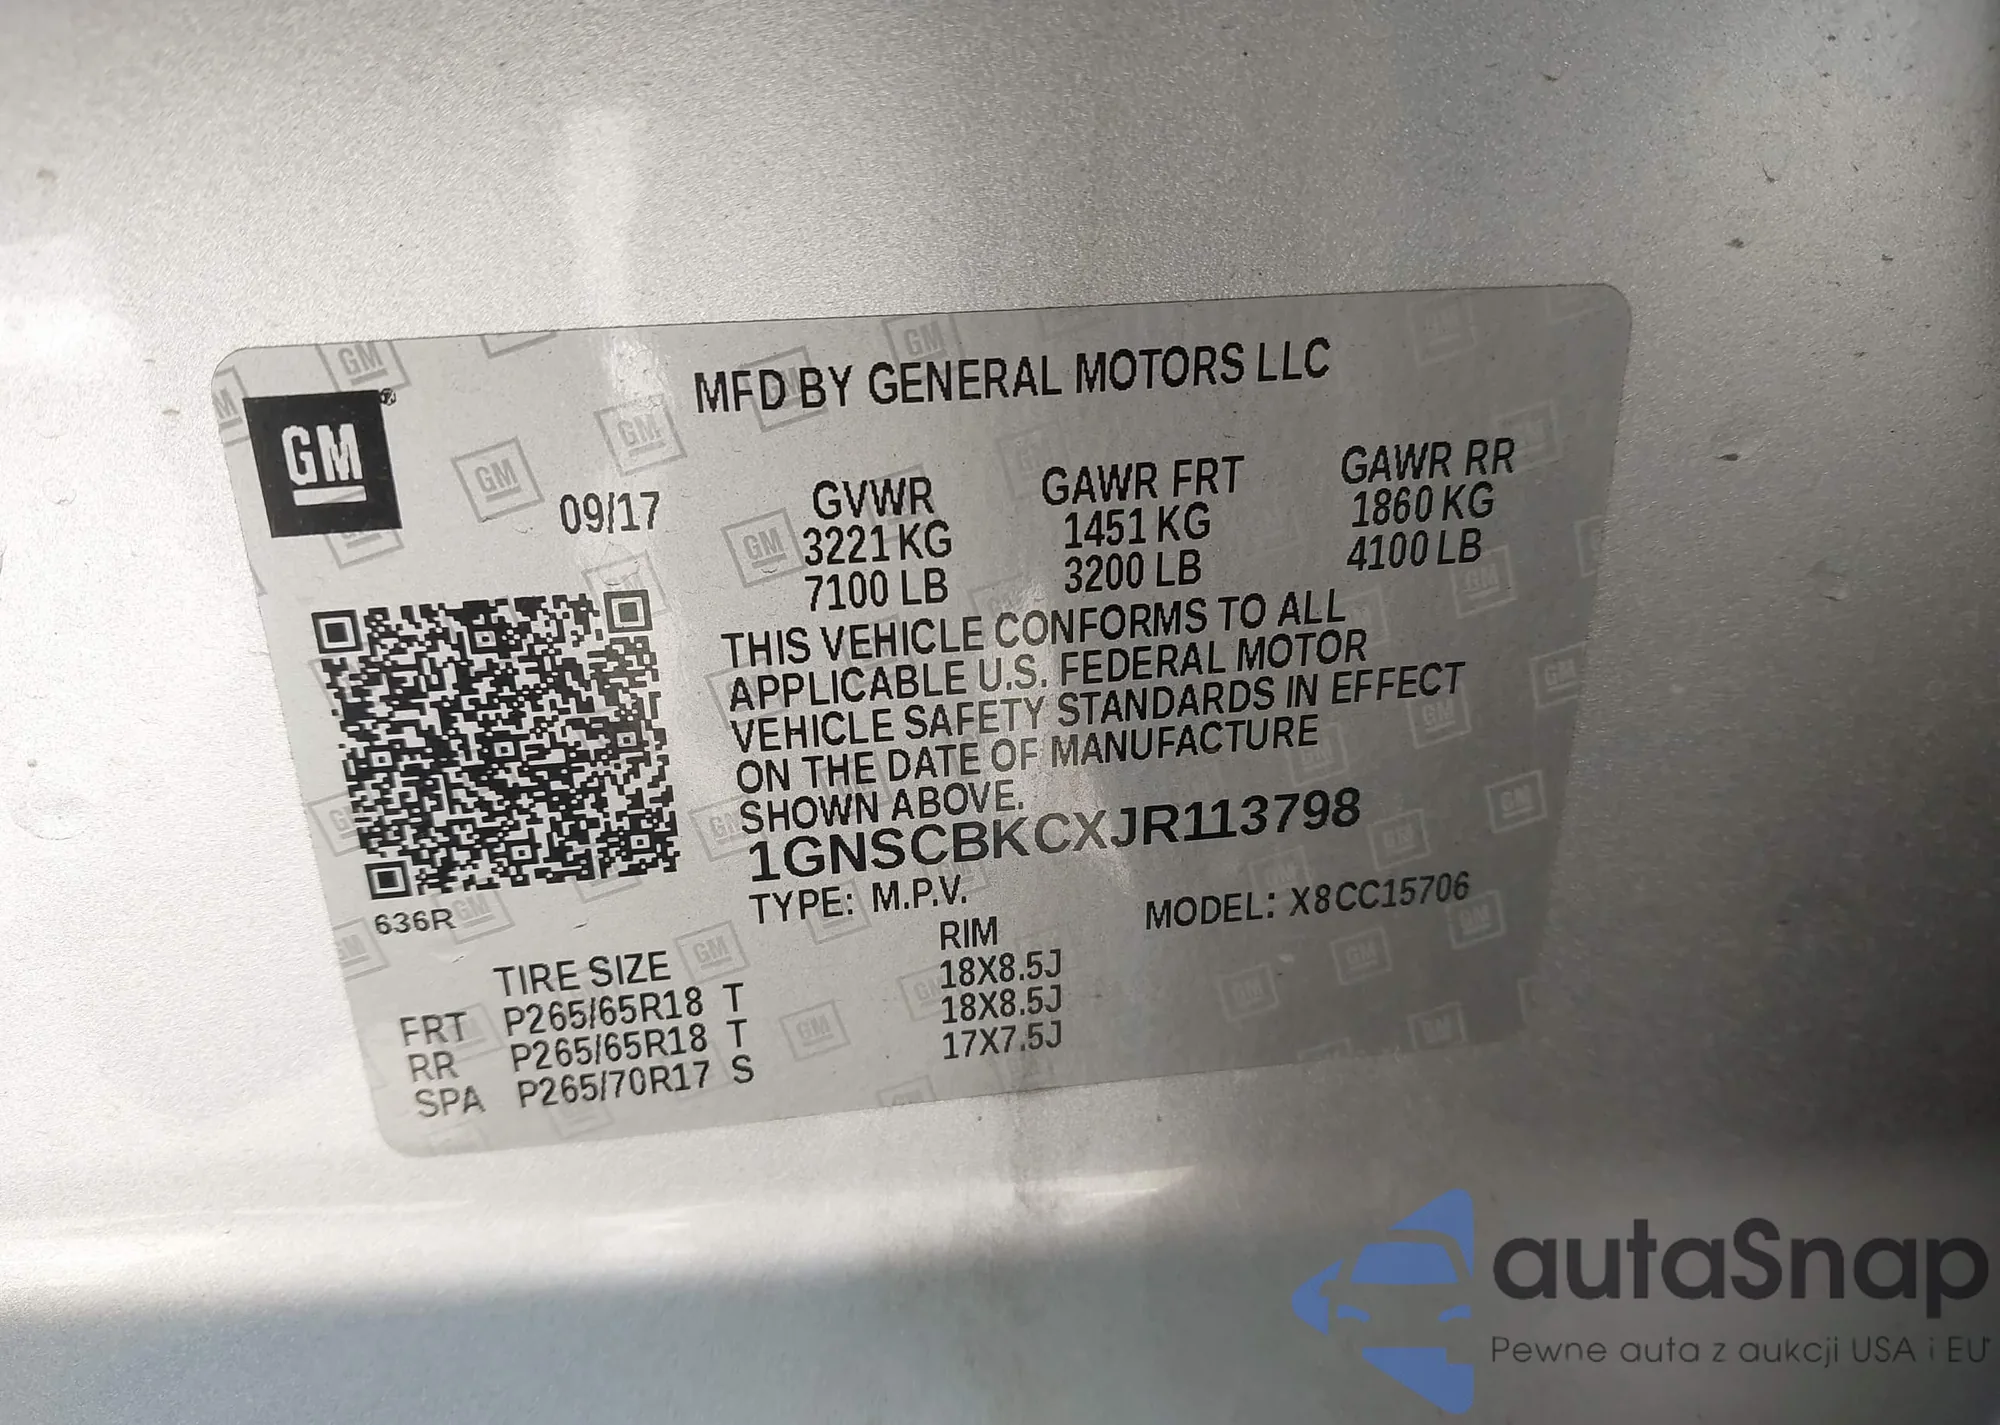 MFD BY GENERAL MOTORS LLC
GM®
09/17
GVWR GAWR FRT GAWR RR
3221 KG 1451 KG 1860 KG
7100 LB 3200 LB 4100 LB
THIS VEHICLE CONFORMS TO ALL
APPLICABLE U.S. FEDERAL MOTOR
VEHICLE SAFETY STANDARDS IN EFFECT
ON THE DATE OF MANUFACTURE
SHOWN ABOVE.
1GNSCBKCXJR113798
TYPE: M.P.V. MODEL: X8CC15706
636R
TIRE SIZE RIM
FRT P265/65R18 T 18X8.5J
RR P265/65R18 T 18X8.5J
SPA P265/70R17 S 17X7.5J
autaSnap
Pewne auta z aukcji USA i EU